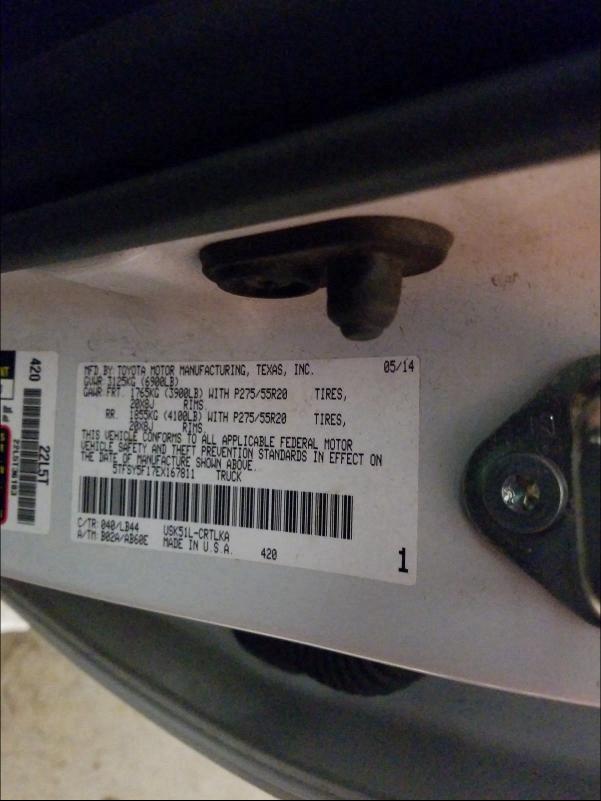 MFD BY: TOYOTA MOTOR MANUFACTURING, TEXAS, INC. 05/14
GVWR 3125KG (6900LB)
GAWR FRT. 1765KG (3900LB) WITH P275/55R20 TIRES,
20X8J RIMS
RR. 1855KG (4100LB) WITH P275/55R20 TIRES,
20X8J RIMS
THIS VEHICLE CONFORMS TO ALL APPLICABLE FEDERAL MOTOR
VEHICLE SAFETY AND THEFT PREVENTION STANDARDS IN EFFECT ON
THE DATE OF MANUFACTURE SHOWN ABOVE.
5TFSY5F17EX167811 TRUCK
C/TR: 040/LB44 USK51L-CRTLKA
A/TM: B02A/AB60E MADE IN U.S.A. 420
1
420
22L5T